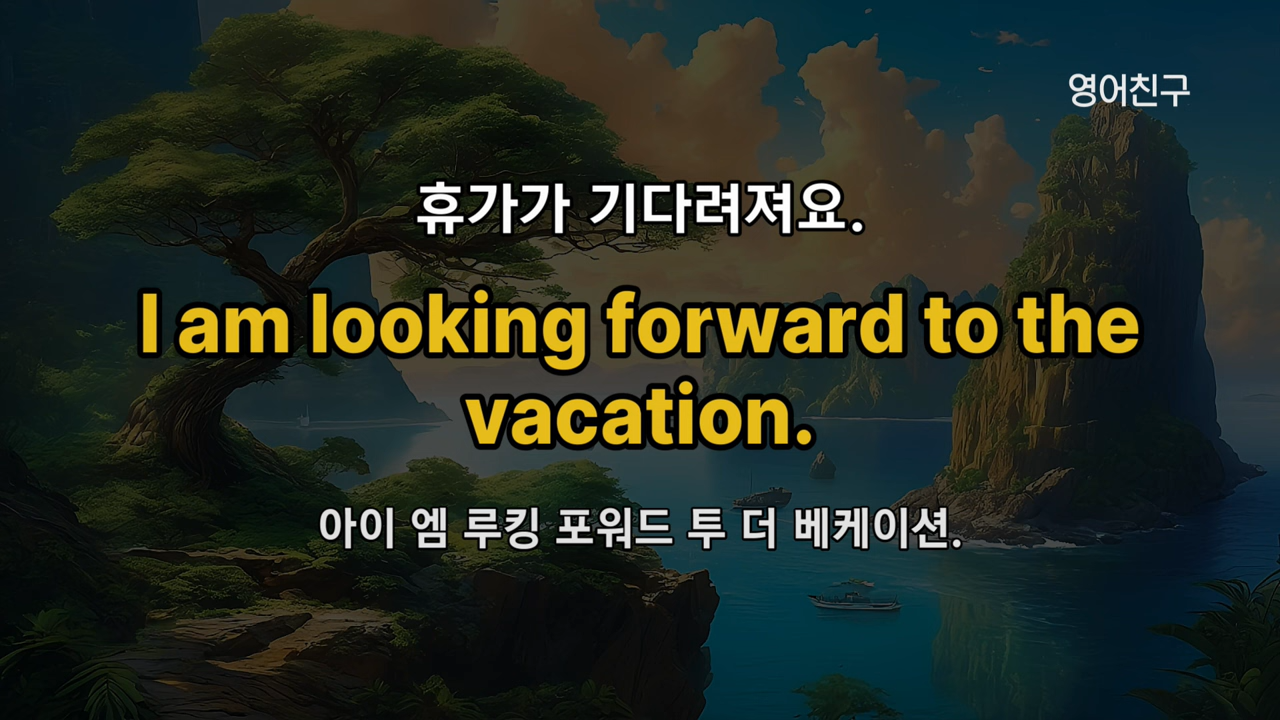 영어친구
휴가가 기다려져요.
I am looking forward to the
vacation.
아이 엠 루킹 포워드 투 더 베케이션.